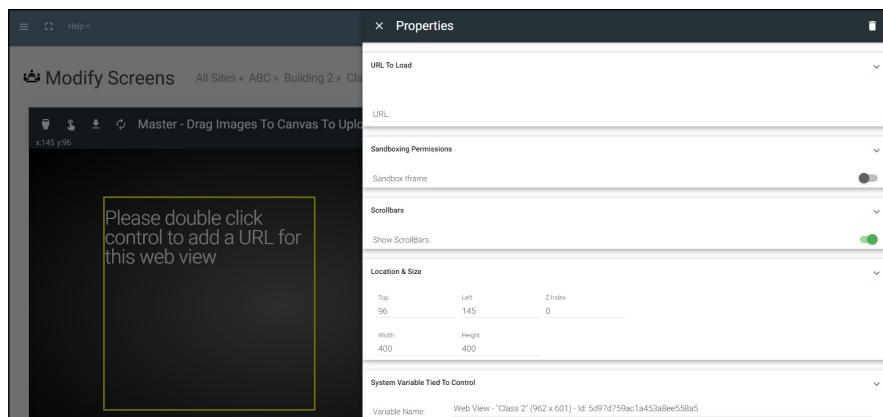 Help
Properties
Modify Screens
All Sites » ABC » Building 2 » Cla
URL To Load
URL
Master - Drag Images To Canvas To Uplo
x:145 y:96
Sandboxing Permissions
Sandbox Iframe
Please double click
control to add a URL for
this web view
Scrollbars
Show ScrollBars
Location & Size
Top Left Z Index
96 145 0
Width Height
400 400
System Variable Tied To Control
Variable Name: Web View - "Class 2" (962 x 601) - Id: 5d97d759ac1a453a8ee558a5